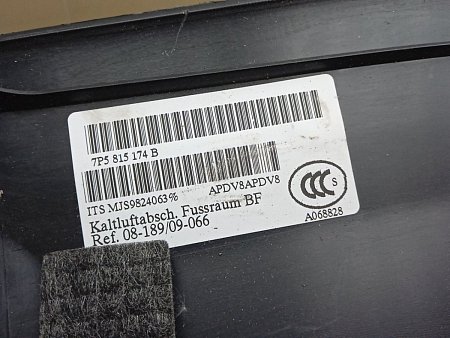 7P5 815 174 B
ITS MJS9824063% APDV8APDV8
Kaltluftabsch. Fussraum BF
Ref. 08-189/09-066
CCC S
A068828